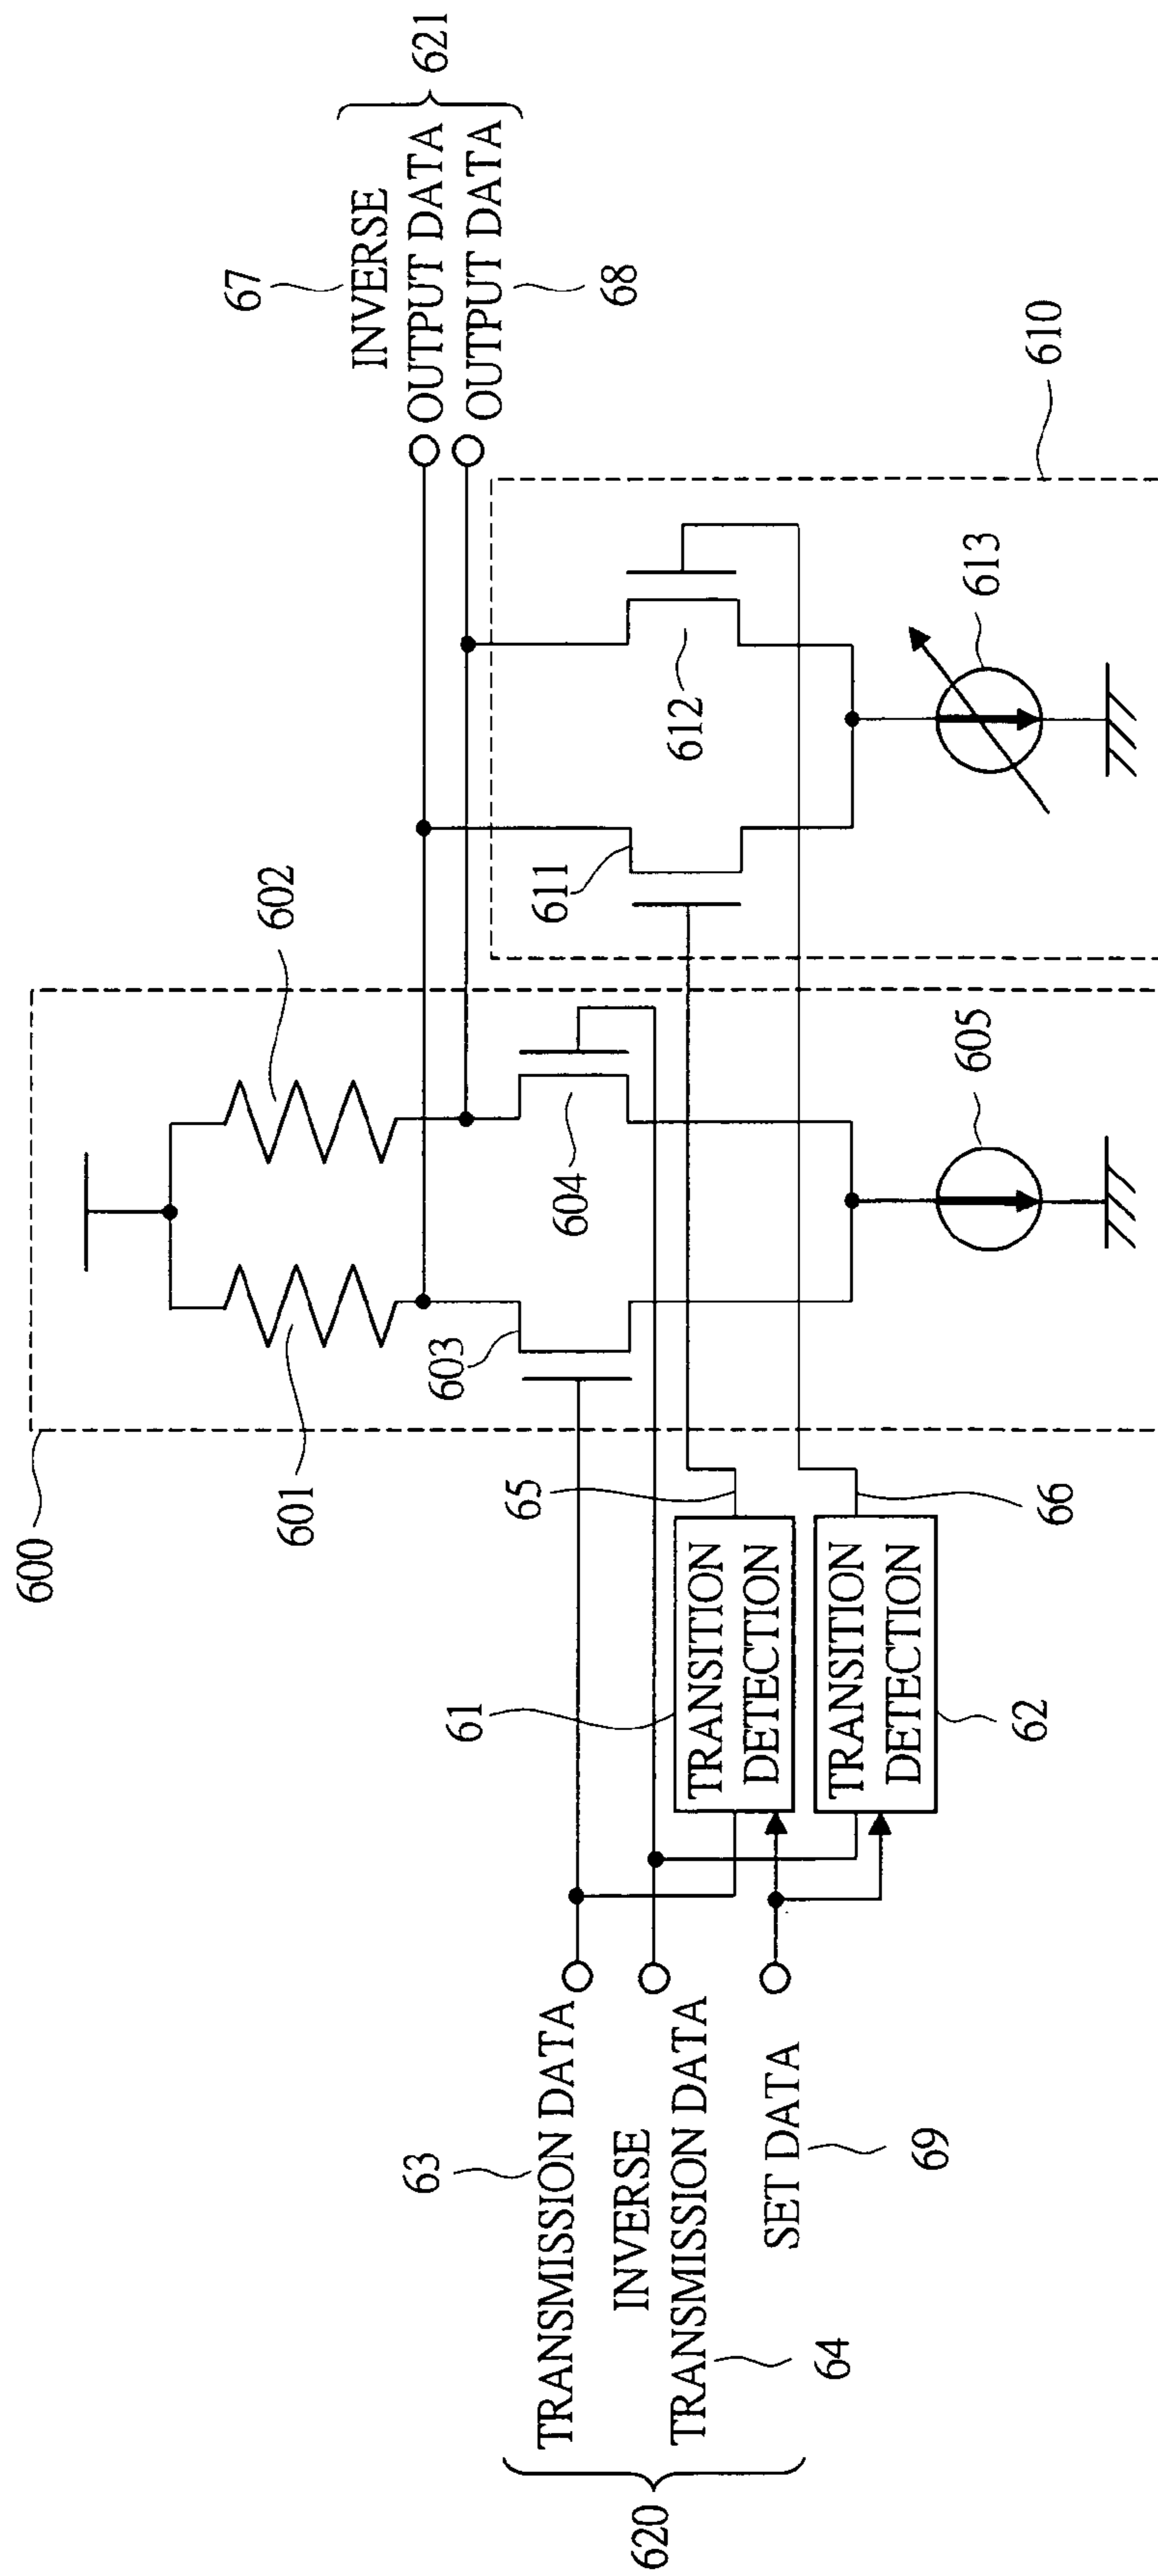 600
601
602
603
604
605
610
611
612
613
620
TRANSMISSION DATA
63
INVERSE
TRANSMISSION DATA
64
SET DATA
69
61
TRANSITION
DETECTION
65
TRANSITION
DETECTION
62
66
67
INVERSE
OUTPUT DATA
OUTPUT DATA
68
621